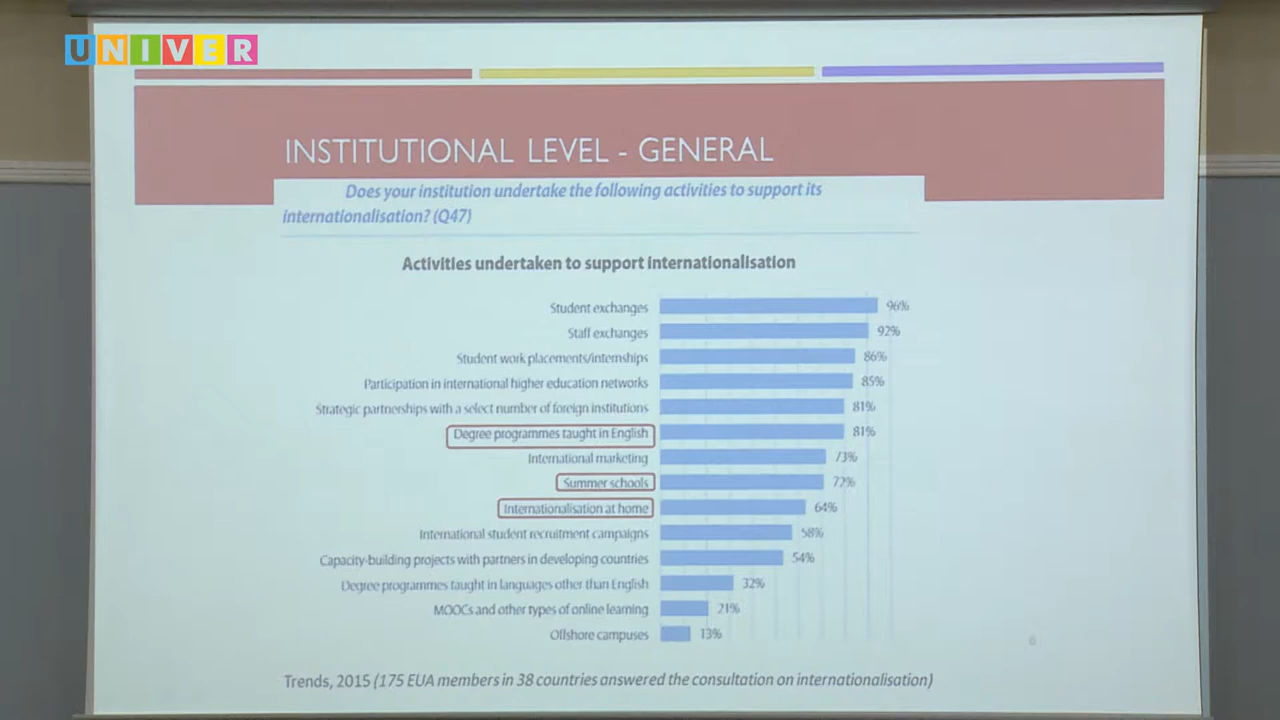 UNIVER
INSTITUTIONAL LEVEL - GENERAL
Does your institution undertake the following activities to support its
internationalisation? (Q47)
Activities undertaken to support internationalisation
Student exchanges 96%
Staff exchanges 92%
Student work placements/internships 86%
Participation in international higher education networks 85%
Strategic partnerships with a select number of foreign institutions 81%
Degree programmes taught in English 81%
International marketing 73%
Summer schools 72%
Internationalisation at home 64%
International student recruitment campaigns 58%
Capacity-building projects with partners in developing countries 54%
Degree programmes taught in languages other than English 32%
MOOCs and other types of online learning 21%
Offshore campuses 13%
6
Trends, 2015 (175 EUA members in 38 countries answered the consultation on internationalisation)